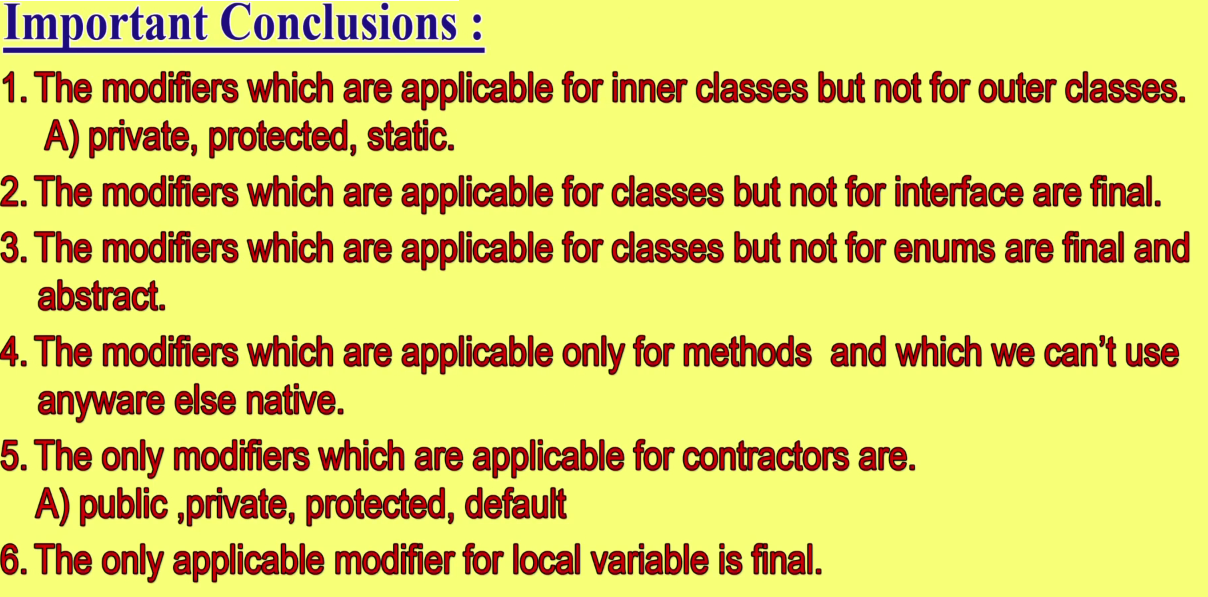 Important Conclusions :
1. The modifiers which are applicable for inner classes but not for outer classes.
A) private, protected, static.
2. The modifiers which are applicable for classes but not for interface are final.
3. The modifiers which are applicable for classes but not for enums are final and
abstract.
4. The modifiers which are applicable only for methods and which we can't use
anyware else native.
5. The only modifiers which are applicable for contractors are.
A) public ,private, protected, default
6. The only applicable modifier for local variable is final.